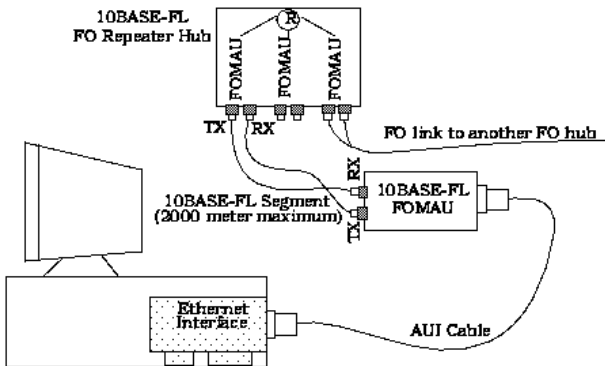 10BASE-FL
FO Repeater Hub
R
FOMAU
FOMAU
FOMAU
TX
RX
FO link to another FO hub
RX
10BASE-FL Segment
(2000 meter maximum)
TX
10BASE-FL
FOMAU
Ethernet
Interface
AUI Cable